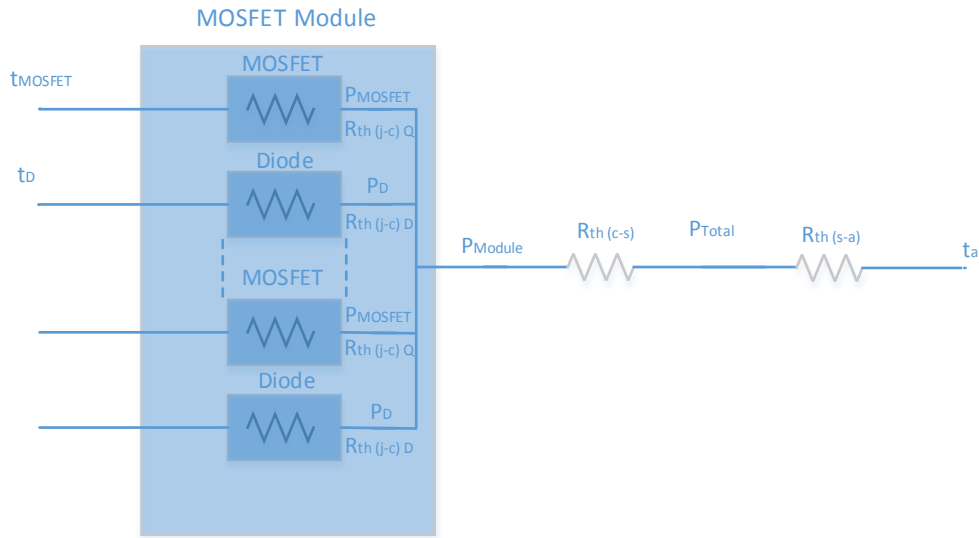 MOSFET Module
MOSFET
tMOSFET
PMOSFET
Rth (j-c) Q
Diode
tD
PD
Rth (j-c) D
PModule
Rth (c-s)
PTotal
Rth (s-a)
ta
MOSFET
PMOSFET
Rth (j-c) Q
Diode
PD
Rth (j-c) D